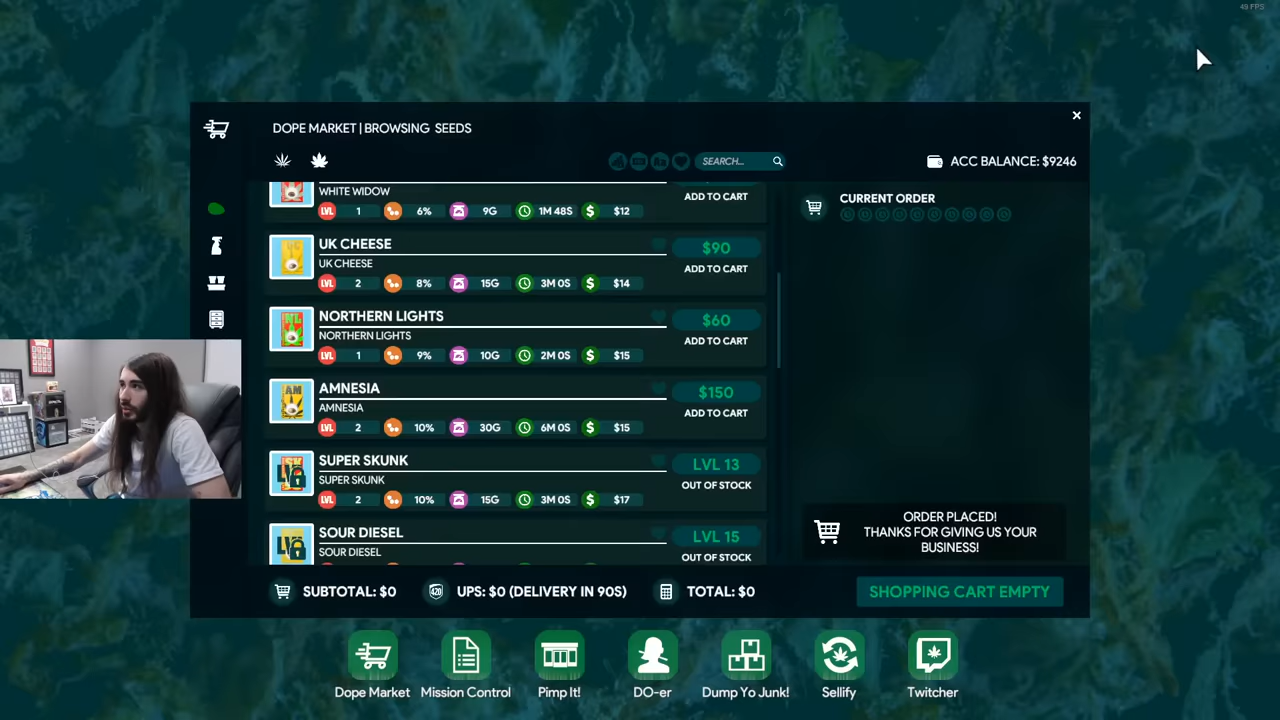 49 FPS
DOPE MARKET | BROWSING SEEDS
SEARCH...
ACC BALANCE: $9246
WHITE WIDOW
ADD TO CART
LVL 1 6% 9G 1M 48S $ $12
UK CHEESE
$90
UK CHEESE
ADD TO CART
LVL 2 8% 15G 3M 0S $ $14
NORTHERN LIGHTS
$60
NORTHERN LIGHTS
ADD TO CART
LVL 1 9% 10G 2M 0S $ $15
AMNESIA
$150
AMNESIA
ADD TO CART
LVL 2 10% 30G 6M 0S $ $15
SUPER SKUNK
LVL 13
SUPER SKUNK
OUT OF STOCK
LVL 2 10% 15G 3M 0S $ $17
SOUR DIESEL
LVL 15
SOUR DIESEL
OUT OF STOCK
CURRENT ORDER
ORDER PLACED!
THANKS FOR GIVING US YOUR
BUSINESS!
SUBTOTAL: $0
420
UPS: $0 (DELIVERY IN 90S)
TOTAL: $0
SHOPPING CART EMPTY
Dope Market
Mission Control
Pimp It!
DO-er
Dump Yo Junk!
Sellify
Twitcher